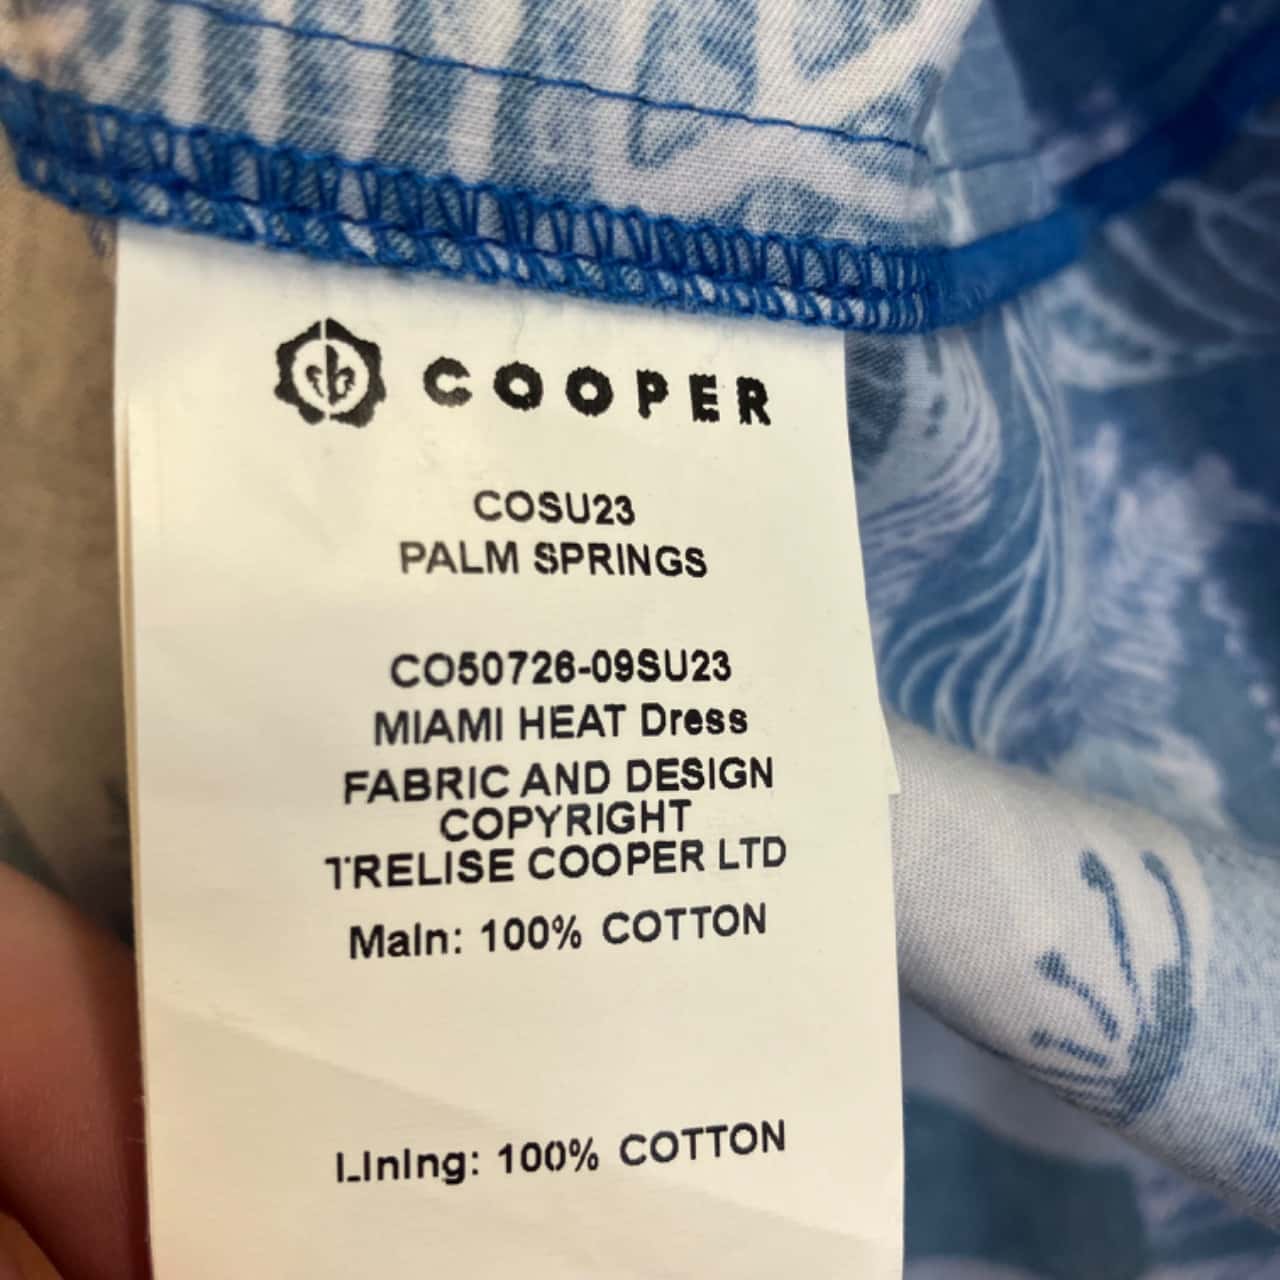 COOPER
COSU23
PALM SPRINGS
CO50726-09SU23
MIAMI HEAT Dress
FABRIC AND DESIGN
COPYRIGHT
TRELISE COOPER LTD
Main: 100% COTTON
Lining: 100% COTTON